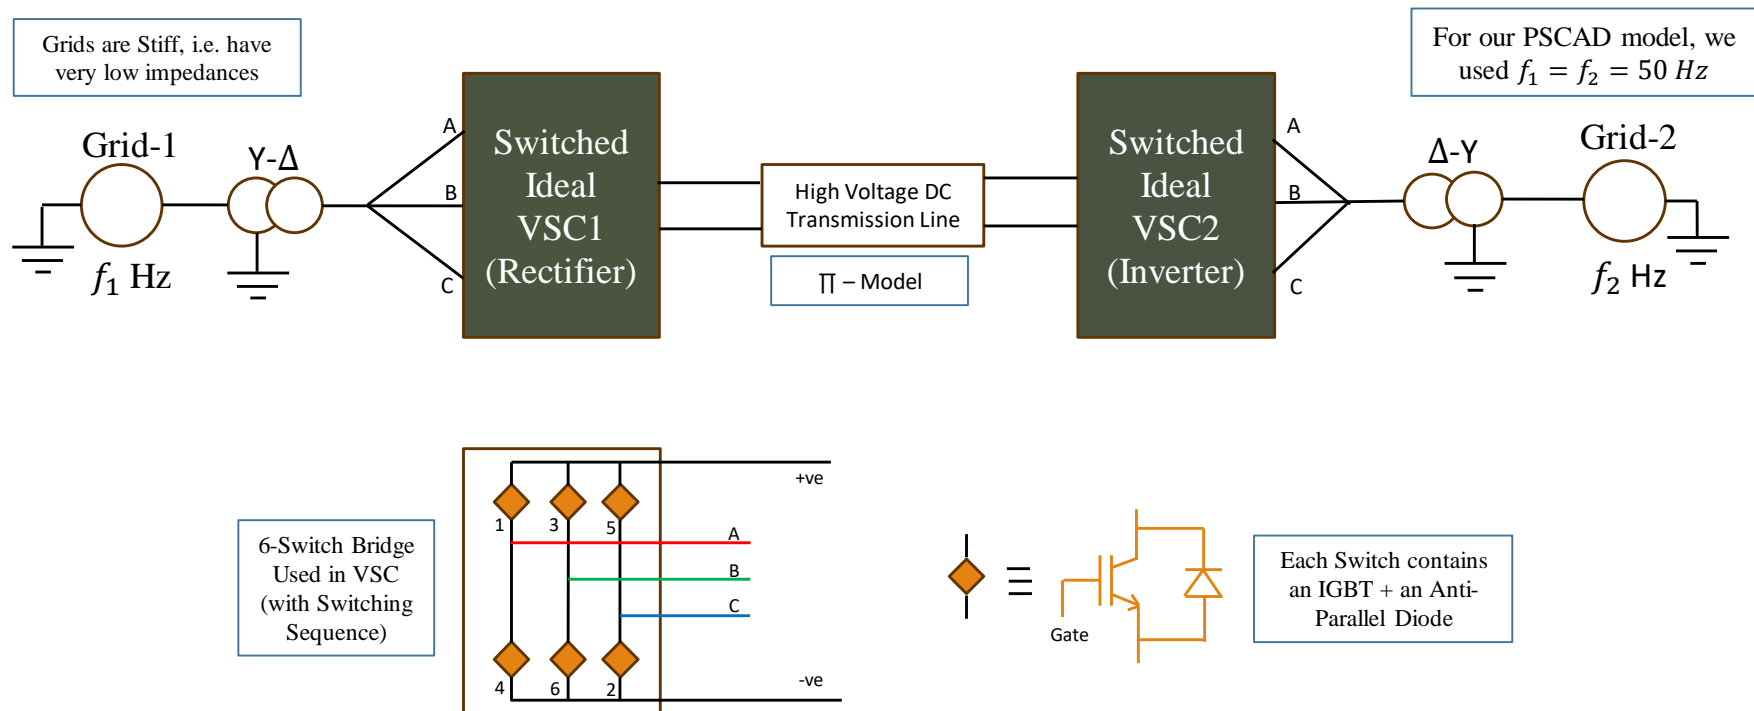 Grids are Stiff, i.e. have
very low impedances
For our PSCAD model, we
used 𝑓₁ = 𝑓₂ = 50 𝐻𝑧
Grid-1
Y-Δ
A
B
C
𝑓₁ Hz
Switched
Ideal
VSC1
(Rectifier)
High Voltage DC
Transmission Line
∏ – Model
Switched
Ideal
VSC2
(Inverter)
A
B
C
Δ-Y
Grid-2
𝑓₂ Hz
6-Switch Bridge
Used in VSC
(with Switching
Sequence)
+ve
1
3
5
A
B
C
4
6
2
-ve
Gate
Each Switch contains
an IGBT + an Anti-
Parallel Diode